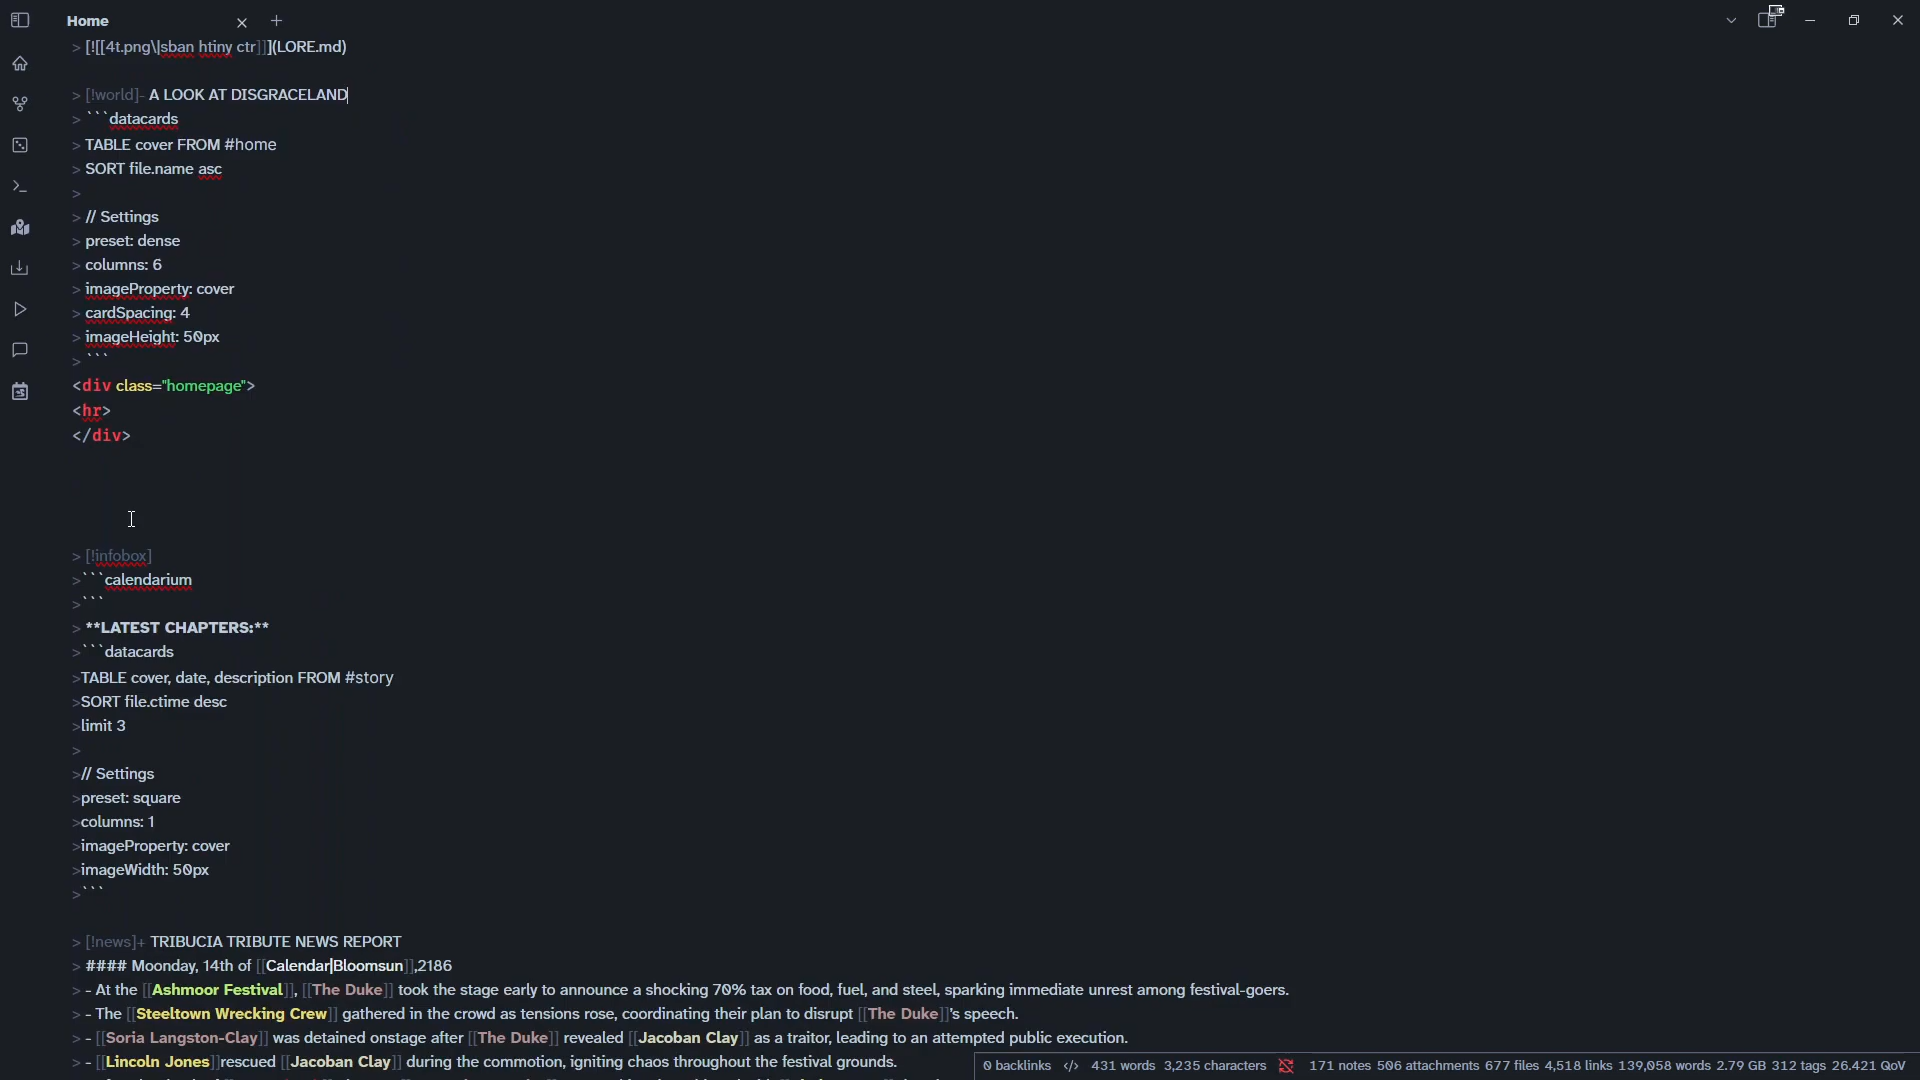 Home
> [![[4t.png\|sban htiny ctr]]](LORE.md)
> [!world]- A LOOK AT DISGRACELAND
> ```datacards
> TABLE cover FROM #home
> SORT file.name asc
>
> // Settings
> preset: dense
> columns: 6
> imageProperty: cover
> cardSpacing: 4
> imageHeight: 50px
> ```
<div class="homepage">
<hr>
</div>
> [!infobox]
>```calendarium
>```
> **LATEST CHAPTERS:**
>```datacards
>TABLE cover, date, description FROM #story
>SORT file.ctime desc
>limit 3
>
>// Settings
>preset: square
>columns: 1
>imageProperty: cover
>imageWidth: 50px
>```
> [!news]+ TRIBUCIA TRIBUTE NEWS REPORT
> #### Moonday, 14th of [[Calendar|Bloomsun]],2186
> - At the [[Ashmoor Festival]], [[The Duke]] took the stage early to announce a shocking 70% tax on food, fuel, and steel, sparking immediate unrest among festival-goers.
> - The [[Steeltown Wrecking Crew]] gathered in the crowd as tensions rose, coordinating their plan to disrupt [[The Duke]]'s speech.
> - [[Soria Langston-Clay]] was detained onstage after [[The Duke]] revealed [[Jacoban Clay]] as a traitor, leading to an attempted public execution.
> - [[Lincoln Jones]]rescued [[Jacoban Clay]] during the commotion, igniting chaos throughout the festival grounds.
0 backlinks </> 431 words 3,235 characters 171 notes 506 attachments 677 files 4,518 links 139,058 words 2.79 GB 312 tags 26.421 QoV